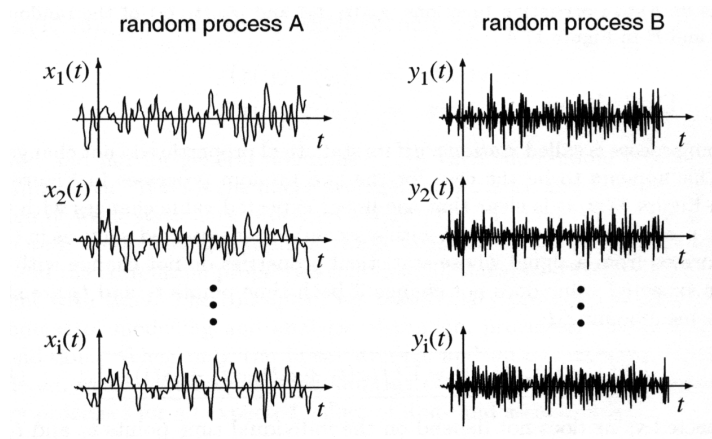 random process A
random process B
x₁(t)
t
y₁(t)
t
x₂(t)
t
y₂(t)
t
xᵢ(t)
t
yᵢ(t)
t